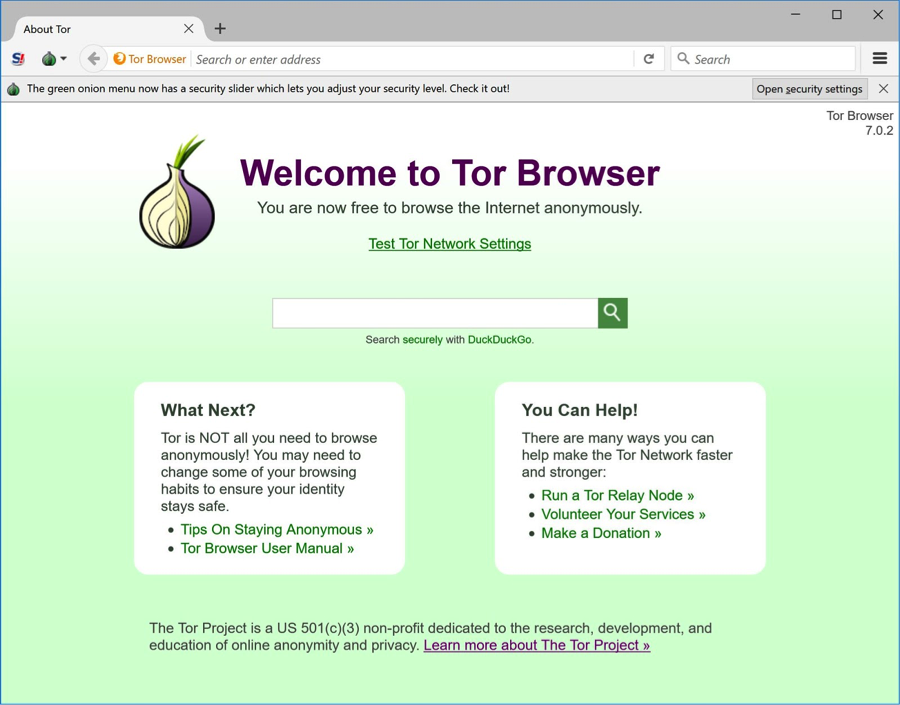 About Tor
Tor Browser
Search or enter address
Search
The green onion menu now has a security slider which lets you adjust your security level. Check it out!
Open security settings
Tor Browser
7.0.2
Welcome to Tor Browser
You are now free to browse the Internet anonymously.
Test Tor Network Settings
Search securely with DuckDuckGo.
What Next?
Tor is NOT all you need to browse
anonymously! You may need to
change some of your browsing
habits to ensure your identity
stays safe.
Tips On Staying Anonymous »
Tor Browser User Manual »
You Can Help!
There are many ways you can
help make the Tor Network faster
and stronger:
Run a Tor Relay Node »
Volunteer Your Services »
Make a Donation »
The Tor Project is a US 501(c)(3) non-profit dedicated to the research, development, and
education of online anonymity and privacy. Learn more about The Tor Project »